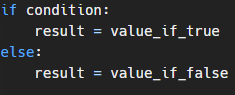 if condition:
    result = value_if_true
else:
    result = value_if_false